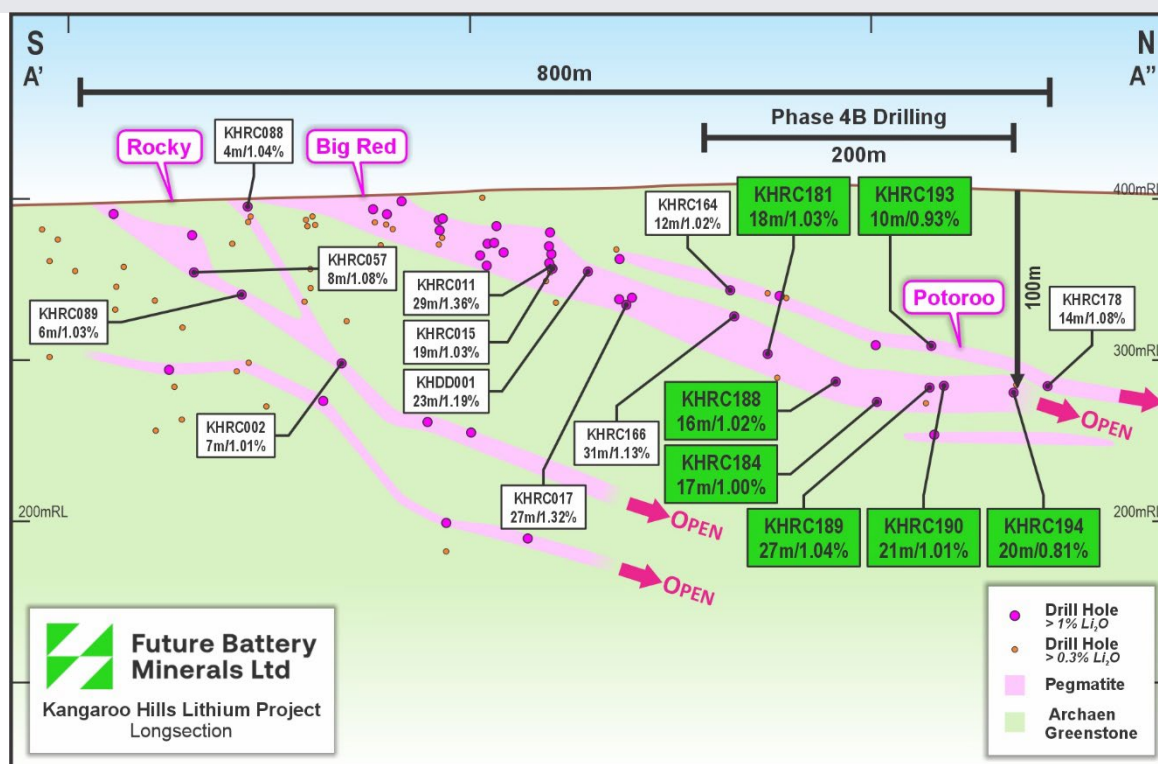 S
A'
N
A"
800m
Phase 4B Drilling
200m
KHRC088
4m/1.04%
Rocky
Big Red
KHRC181
18m/1.03%
KHRC193
10m/0.93%
400mRL
KHRC164
12m/1.02%
KHRC057
8m/1.08%
KHRC011
29m/1.36%
Potoroo
100m
KHRC178
14m/1.08%
KHRC089
6m/1.03%
KHRC015
19m/1.03%
300mRL
KHDD001
23m/1.19%
KHRC188
16m/1.02%
OPEN
OPEN
KHRC002
7m/1.01%
KHRC166
31m/1.13%
KHRC184
17m/1.00%
KHRC017
27m/1.32%
KHRC189
27m/1.04%
KHRC190
21m/1.01%
KHRC194
20m/0.81%
200mRL
200mRL
OPEN
OPEN
Future Battery
Minerals Ltd
Kangaroo Hills Lithium Project
Longsection
Drill Hole
> 1% Li₂O
Drill Hole
> 0.3% Li₂O
Pegmatite
Archaen
Greenstone